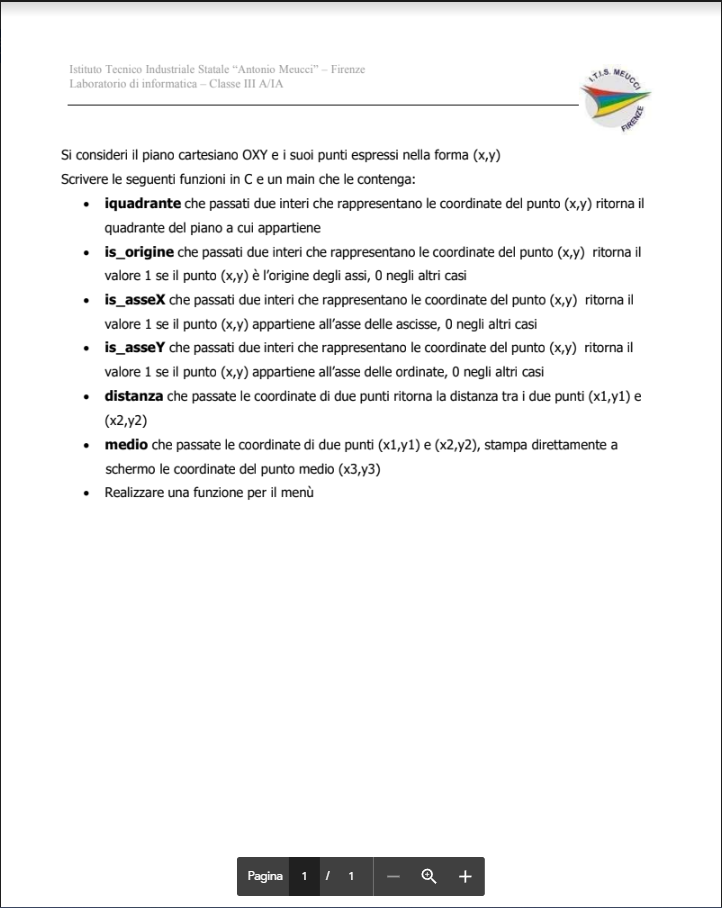 Istituto Tecnico Industriale Statale “Antonio Meucci” – Firenze
Laboratorio di informatica – Classe III A/IA
I.T.I.S. MEUCCI
FIRENZE
Si consideri il piano cartesiano OXY e i suoi punti espressi nella forma (x,y)
Scrivere le seguenti funzioni in C e un main che le contenga:
• iquadrante che passati due interi che rappresentano le coordinate del punto (x,y) ritorna il
quadrante del piano a cui appartiene
• is_origine che passati due interi che rappresentano le coordinate del punto (x,y) ritorna il
valore 1 se il punto (x,y) è l’origine degli assi, 0 negli altri casi
• is_asseX che passati due interi che rappresentano le coordinate del punto (x,y) ritorna il
valore 1 se il punto (x,y) appartiene all’asse delle ascisse, 0 negli altri casi
• is_asseY che passati due interi che rappresentano le coordinate del punto (x,y) ritorna il
valore 1 se il punto (x,y) appartiene all’asse delle ordinate, 0 negli altri casi
• distanza che passate le coordinate di due punti ritorna la distanza tra i due punti (x1,y1) e
(x2,y2)
• medio che passate le coordinate di due punti (x1,y1) e (x2,y2), stampa direttamente a
schermo le coordinate del punto medio (x3,y3)
• Realizzare una funzione per il menù
Pagina 1 / 1